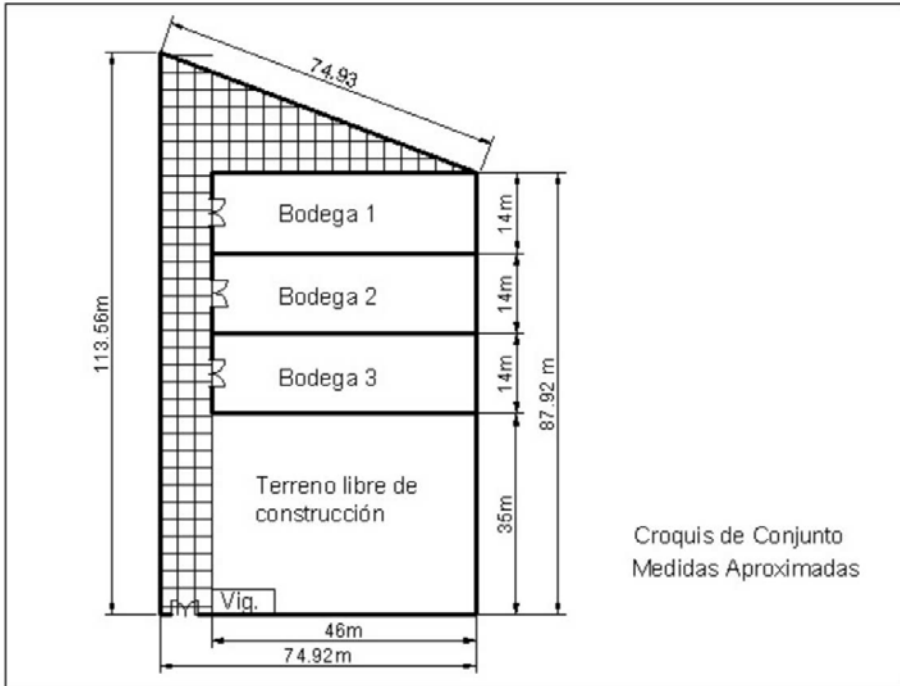 74.93
Bodega 1
14m
Bodega 2
14m
113.56m
Bodega 3
14m
87.92 m
Terreno libre de
construcción
35m
Croquis de Conjunto
Medidas Aproximadas
Vig.
46m
74.92m